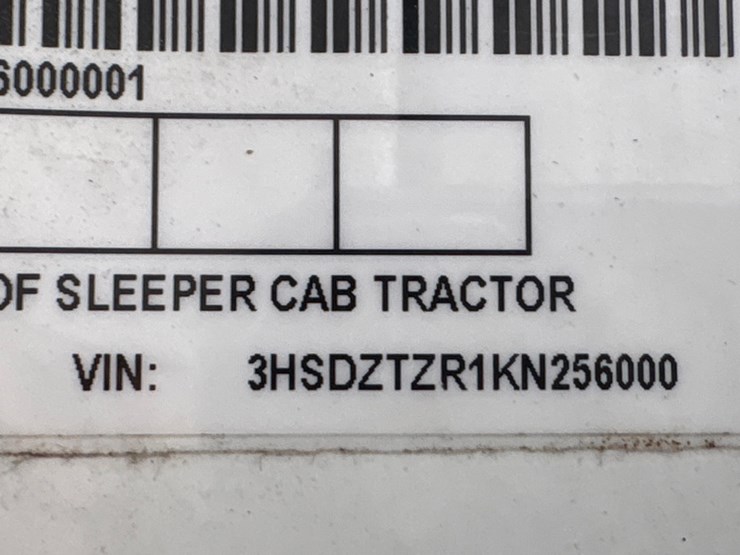 6000001
OF SLEEPER CAB TRACTOR
VIN: 3HSDZTZR1KN256000